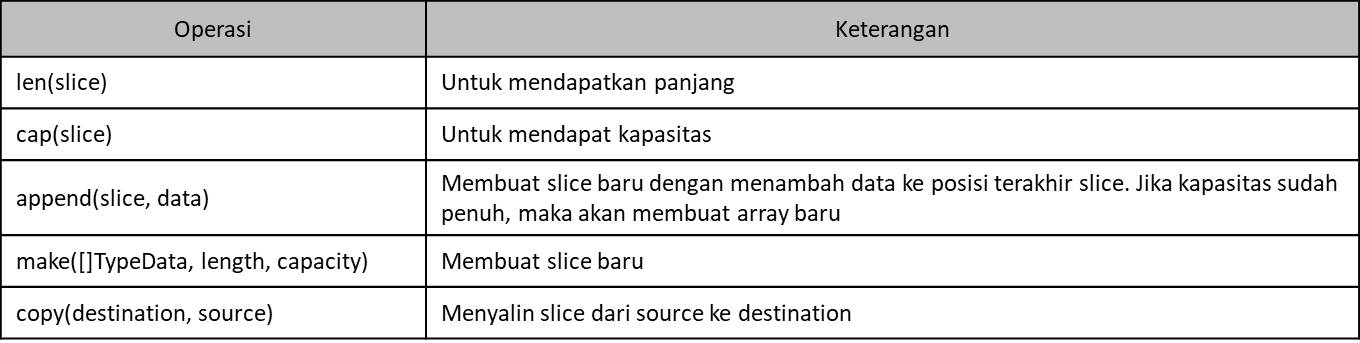 Operasi
Keterangan
len(slice)
Untuk mendapatkan panjang
cap(slice)
Untuk mendapat kapasitas
append(slice, data)
Membuat slice baru dengan menambah data ke posisi terakhir slice. Jika kapasitas sudah
penuh, maka akan membuat array baru
make([]TypeData, length, capacity)
Membuat slice baru
copy(destination, source)
Menyalin slice dari source ke destination